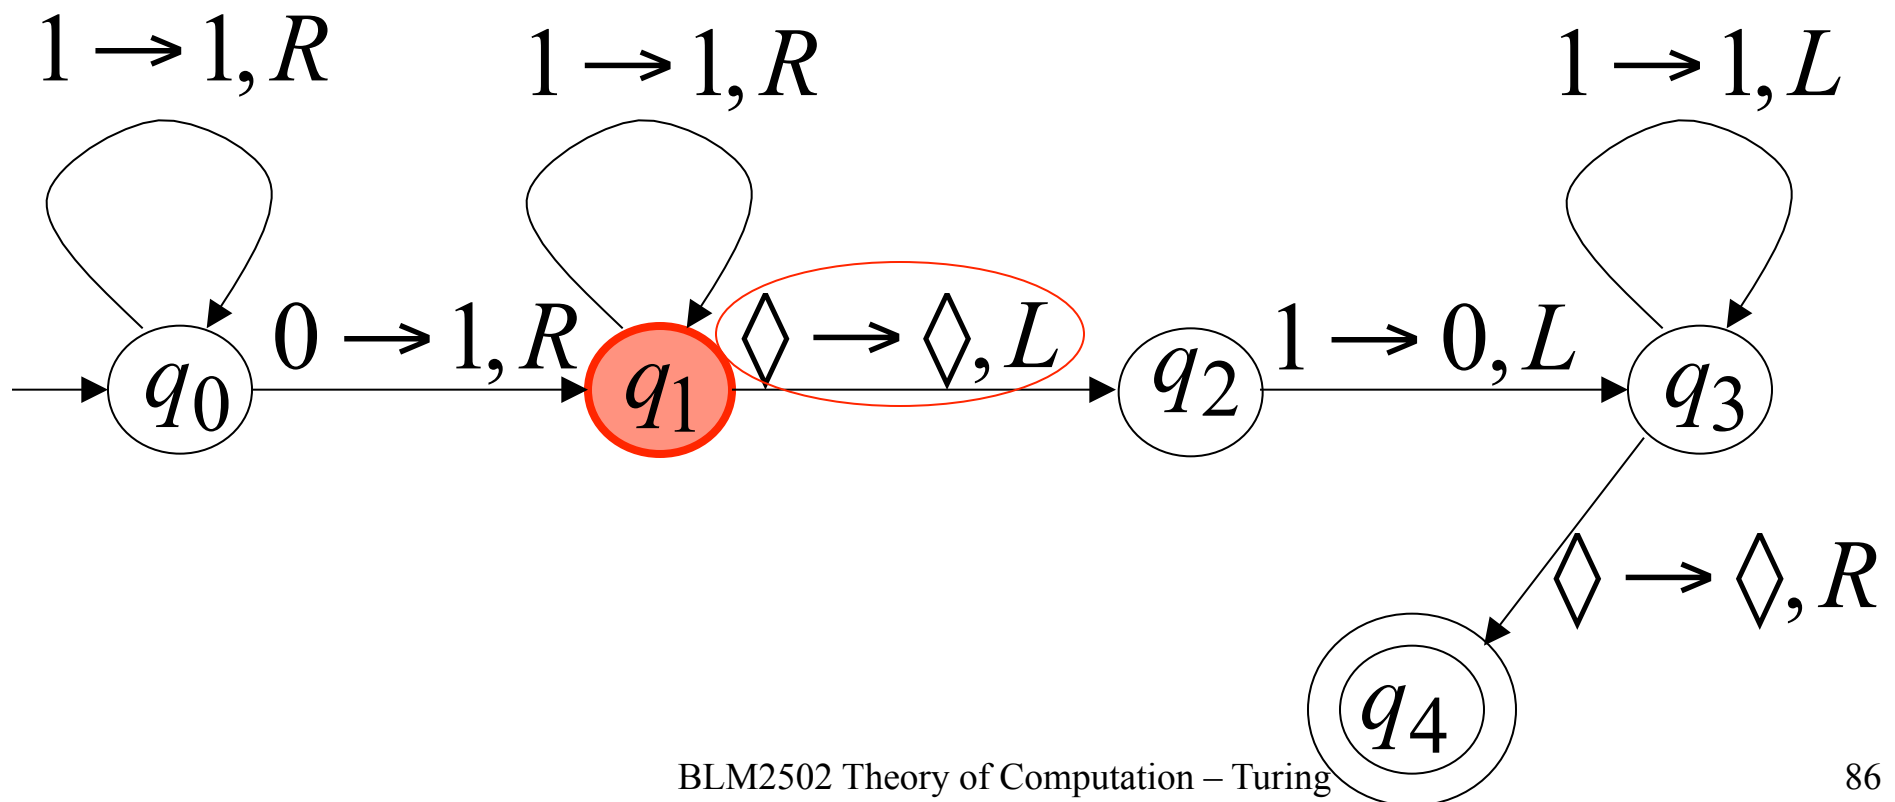 1 → 1, R
1 → 1, R
1 → 1, L
0 → 1, R
◊ → ◊, L
1 → 0, L
q0
q1
q2
q3
◊ → ◊, R
q4
BLM2502 Theory of Computation – Turing
86